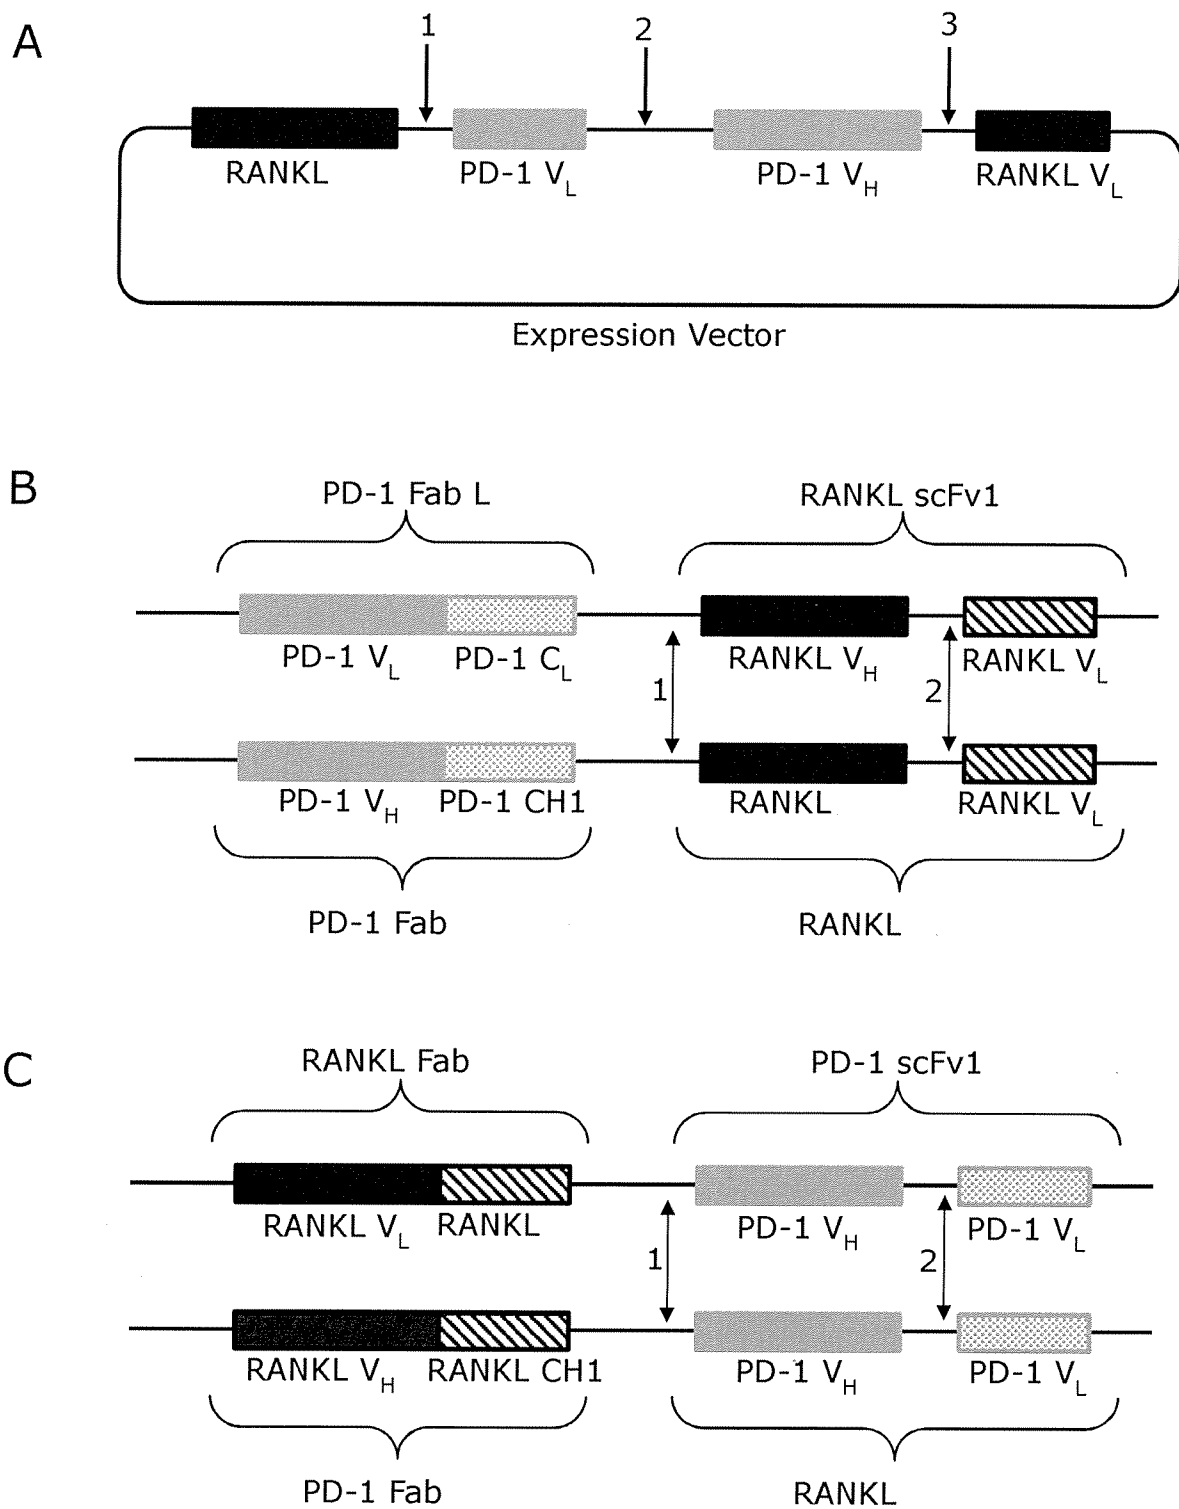 A
1 2 3
RANKL PD-1 VL PD-1 VH RANKL VL
Expression Vector
B
PD-1 Fab L RANKL scFv1
PD-1 VL PD-1 CL RANKL VH RANKL VL
1 2
PD-1 VH PD-1 CH1 RANKL RANKL VL
PD-1 Fab RANKL
C
RANKL Fab PD-1 scFv1
RANKL VL RANKL PD-1 VH PD-1 VL
1 2
RANKL VH RANKL CH1 PD-1 VH PD-1 VL
PD-1 Fab RANKL